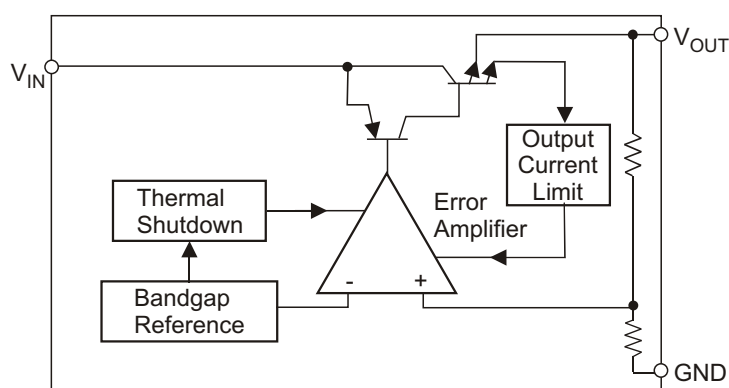 V_OUT
V_IN
Output
Current
Limit
Thermal
Shutdown
Error
Amplifier
- +
Bandgap
Reference
GND